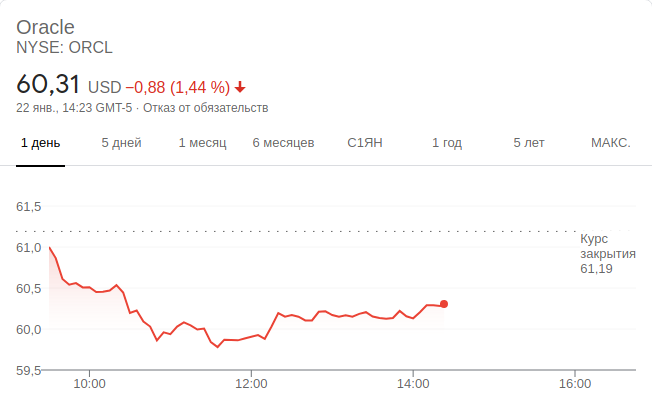 Oracle
NYSE: ORCL
60,31 USD −0,88 (1,44 %)
22 янв., 14:23 GMT-5 · Отказ от обязательств
1 день 5 дней 1 месяц 6 месяцев С1ЯН 1 год 5 лет МАКС.
61,5
61,0
60,5
60,0
59,5
Курс
закрытия
61,19
10:00 12:00 14:00 16:00